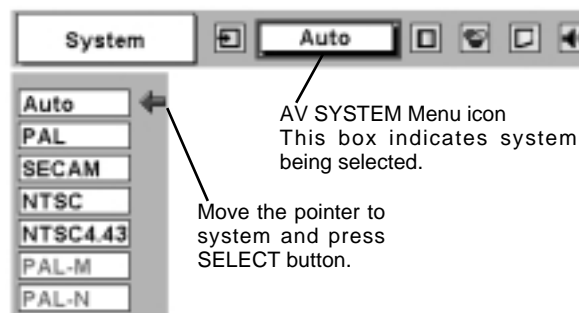 System
Auto
Auto
PAL
SECAM
NTSC
NTSC4.43
PAL-M
PAL-N
AV SYSTEM Menu icon
This box indicates system
being selected.
Move the pointer to
system and press
SELECT button.